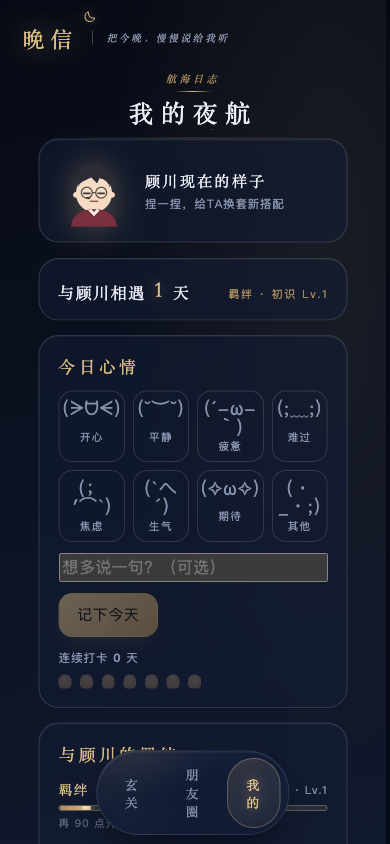 晚信 把今晚，慢慢说给我听
航海日志
我的夜航
顾川现在的样子
捏一捏，给TA换套新搭配
与顾川相遇 1 天 羁绊 · 初识 Lv.1
今日心情
(≽ᗜ≼) (˘͜˘) (´−ω−`) (;﹏;)
开心 平静 疲惫 难过
(;′⌒`) (`へ´) (✧ω✧) (・_・;)
焦虑 生气 期待 其他
想多说一句？（可选）
记下今天
连续打卡 0 天
与顾川的羁绊
羁绊 · Lv.1
再 90 点
玄关 朋友圈 我的